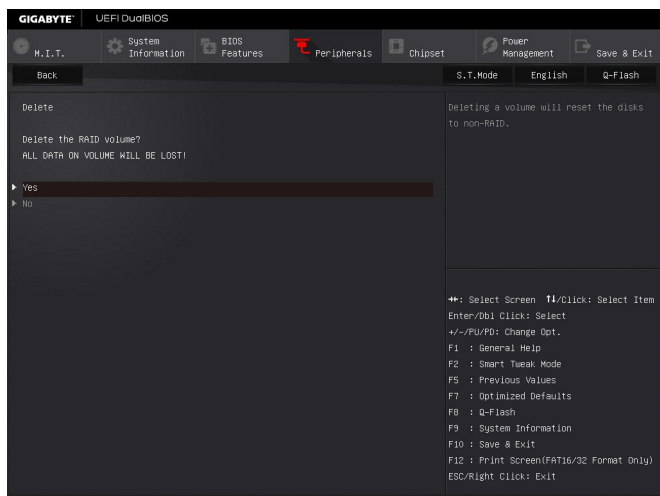 GIGABYTE™ UEFI DualBIOS
M.I.T. System Information BIOS Features Peripherals Chipset Power Management Save & Exit
Back S.T.Mode English Q-Flash
Delete
Delete the RAID volume?
ALL DATA ON VOLUME WILL BE LOST!
Yes
No
Deleting a volume will reset the disks
to non-RAID.
→←: Select Screen ↑↓/Click: Select Item
Enter/Dbl Click: Select
+/-/PU/PD: Change Opt.
F1 : General Help
F2 : Smart Tweak Mode
F5 : Previous Values
F7 : Optimized Defaults
F8 : Q-Flash
F9 : System Information
F10 : Save & Exit
F12 : Print Screen(FAT16/32 Format Only)
ESC/Right Click: Exit